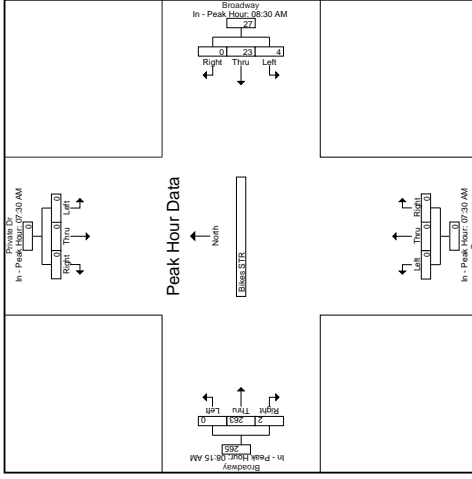 Broadway
In - Peak Hour: 08:30 AM
27
0 23 4
Right Thru Left
Private Dr
In - Peak Hour: 07:30 AM
0
0 0 0
Right Thru Left
Peak Hour Data
North
Bikes STR
Right Thru Left
0 0 0
0
In - Peak Hour: 07:30 AM
Left Thru Right
0 263 2
265
In - Peak Hour: 08:15 AM
Broadway